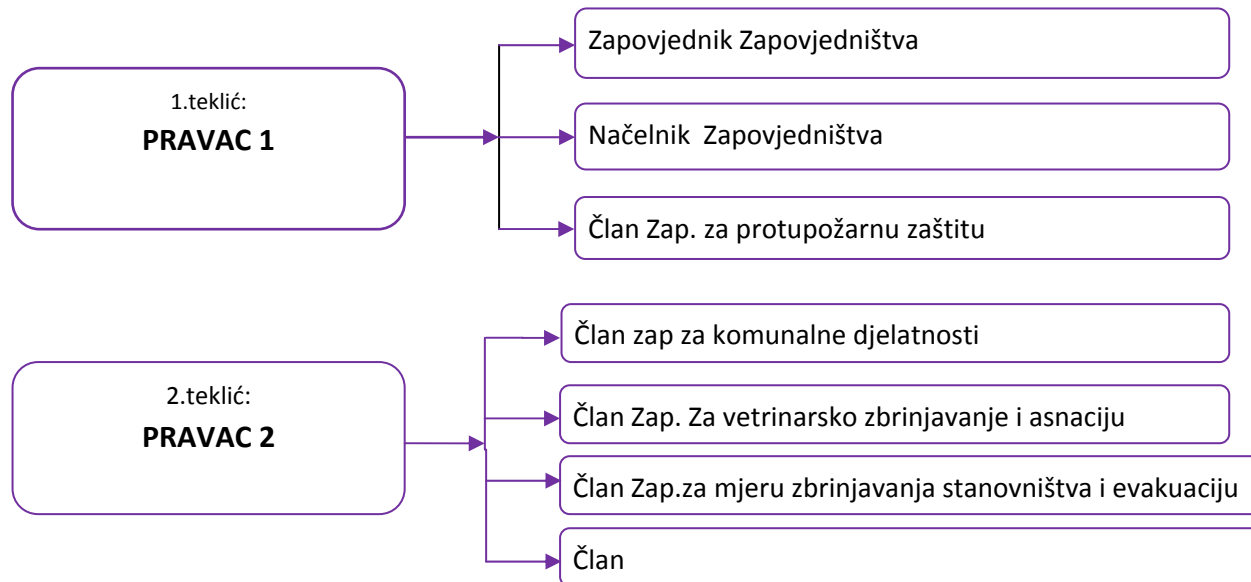 1.teklić:
PRAVAC 1
Zapovjednik Zapovjedništva
Načelnik  Zapovjedništva
Član Zap. za protupožarnu zaštitu
2.teklić:
PRAVAC 2
Član zap za komunalne djelatnosti
Član Zap. Za vetrinarsko zbrinjavanje i asnaciju
Član Zap.za mjeru zbrinjavanja stanovništva i evakuaciju
Član